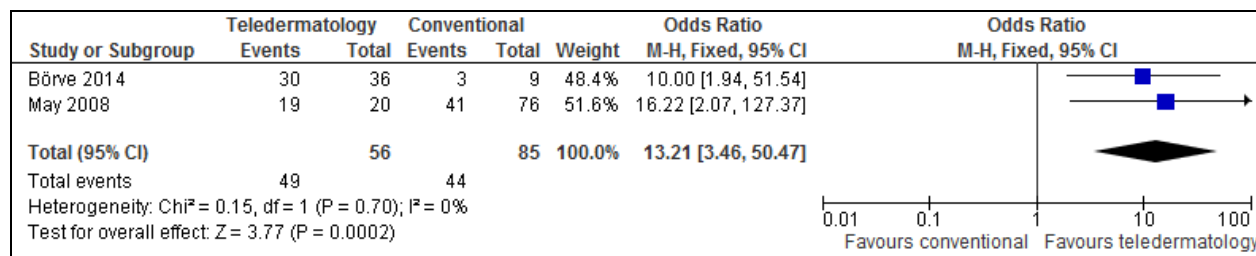 Teledermatology Conventional Odds Ratio Odds Ratio
Study or Subgroup Events Total Events Total Weight M-H, Fixed, 95% CI M-H, Fixed, 95% CI
Börve 2014 30 36 3 9 48.4% 10.00 [1.94, 51.54]
May 2008 19 20 41 76 51.6% 16.22 [2.07, 127.37]
Total (95% CI) 56 85 100.0% 13.21 [3.46, 50.47]
Total events 49 44
Heterogeneity: Chi² = 0.15, df = 1 (P = 0.70); I² = 0%
Test for overall effect: Z = 3.77 (P = 0.0002)
0.01 0.1 1 10 100
Favours conventional Favours teledermatology